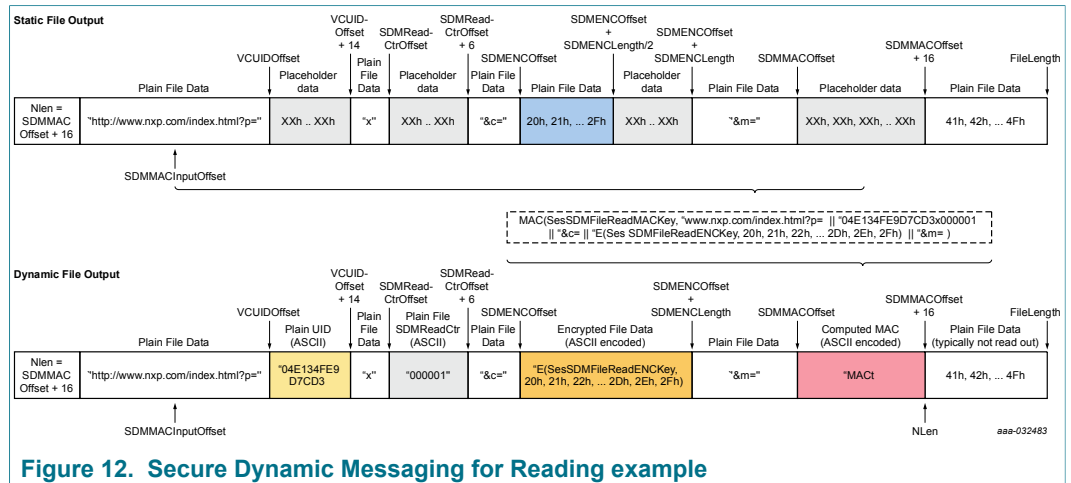 Static File Output
VCUID-
Offset
+ 14
SDMRead-
CtrOffset
SDMRead-
CtrOffset
+ 6
SDMENCOffset
+
SDMENCLength/2
SDMENCOffset
+
SDMENCLength
SDMMACOffset
+ 16
VCUIDOffset
SDMENCOffset
SDMMACOffset
FileLength
Plain File Data
Placeholder
data
Plain
File
Data
Placeholder
data
Plain File
Data
Plain File Data
Placeholder
data
Plain File Data
Placeholder data
Plain File Data
Nlen =
SDMMAC
Offset + 16
"http://www.nxp.com/index.html?p="
XXh .. XXh
"x"
XXh .. XXh
"&c="
20h, 21h, ... 2Fh
XXh .. XXh
"&m="
XXh, XXh, XXh, .. XXh
41h, 42h, ... 4Fh
SDMMACInputOffset
MAC(SesSDMFileReadMACKey, "www.nxp.com/index.html?p= || "04E134FE9D7CD3x000001
|| "&c= || "E(Ses SDMFileReadENCKey, 20h, 21h, 22h, ... 2Dh, 2Eh, 2Fh) || "&m= )
Dynamic File Output
VCUID-
Offset
+ 14
SDMRead-
CtrOffset
SDMRead-
CtrOffset
+ 6
SDMENCOffset
+
SDMENCLength
SDMMACOffset
+ 16
VCUIDOffset
SDMENCOffset
SDMMACOffset
FileLength
Plain File Data
Plain UID
(ASCII)
Plain
File
Data
Plain File
SDMReadCtr
(ASCII)
Plain File
Data
Encrypted File Data
(ASCII encoded)
Plain File Data
Computed MAC
(ASCII encoded)
Plain File Data
(typically not read out)
Nlen =
SDMMAC
Offset + 16
"http://www.nxp.com/index.html?p="
"04E134FE9
D7CD3"
"x"
"000001"
"&c="
"E(SesSDMFileReadENCKey,
20h, 21h, 22h, ... 2Dh, 2Eh, 2Fh)
"&m="
"MACt
41h, 42h, ... 4Fh
SDMMACInputOffset
NLen
aaa-032483
Figure 12. Secure Dynamic Messaging for Reading example